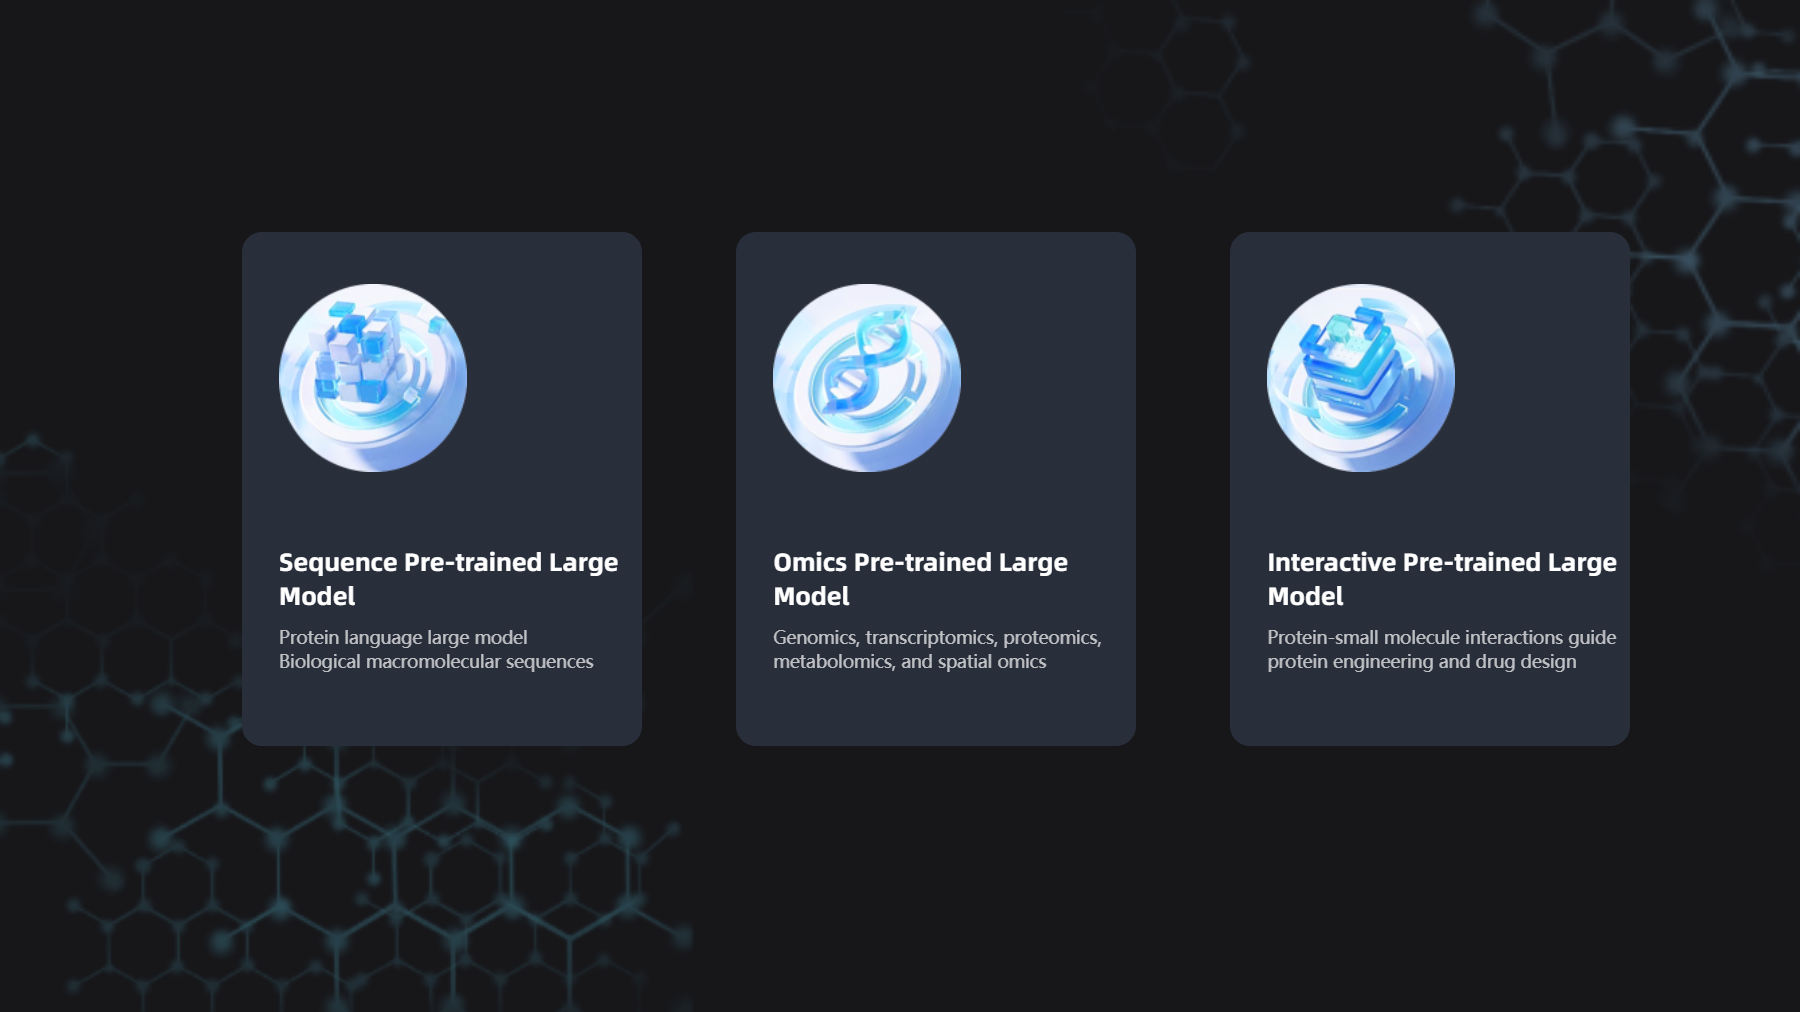 Sequence Pre-trained Large
Model
Protein language large model
Biological macromolecular sequences
Omics Pre-trained Large
Model
Genomics, transcriptomics, proteomics,
metabolomics, and spatial omics
Interactive Pre-trained Large
Model
Protein-small molecule interactions guide
protein engineering and drug design